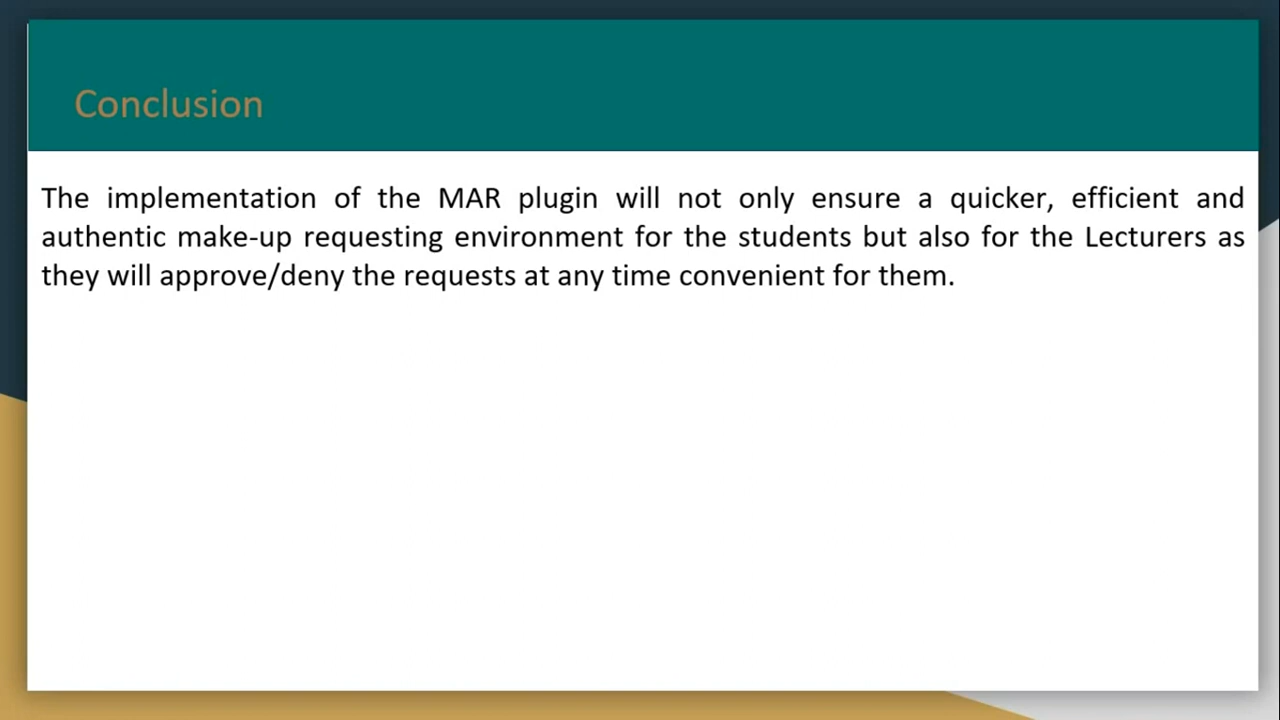 Conclusion
The implementation of the MAR plugin will not only ensure a quicker, efficient and
authentic make-up requesting environment for the students but also for the Lecturers as
they will approve/deny the requests at any time convenient for them.